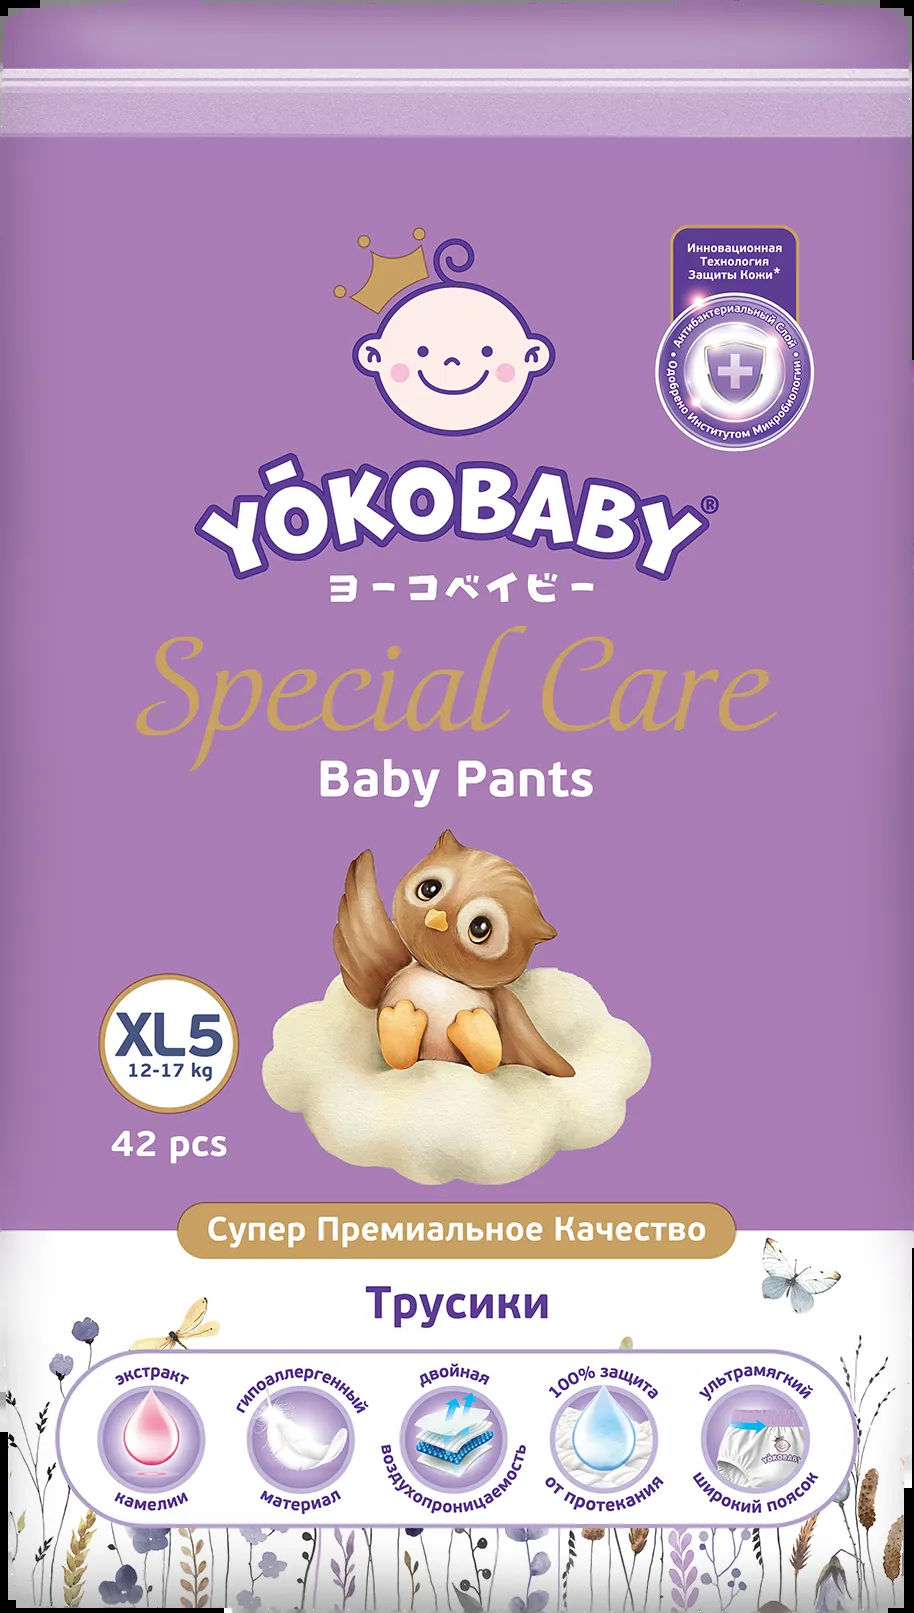 Инновационная
Технология
Защиты Кожи*
Антибактериальный Слой
• Одобрено Институтом Микробиологии •
YŌKOBABY®
ヨーコベイビー
Special Care
Baby Pants
XL5
12-17 kg
42 pcs
Супер Премиальное Качество
Трусики
экстракт
камелии
гипоаллергенный
материал
двойная
воздухопроницаемость
100% защита
от протекания
ультрамягкий
широкий поясок
YŌKOBABY